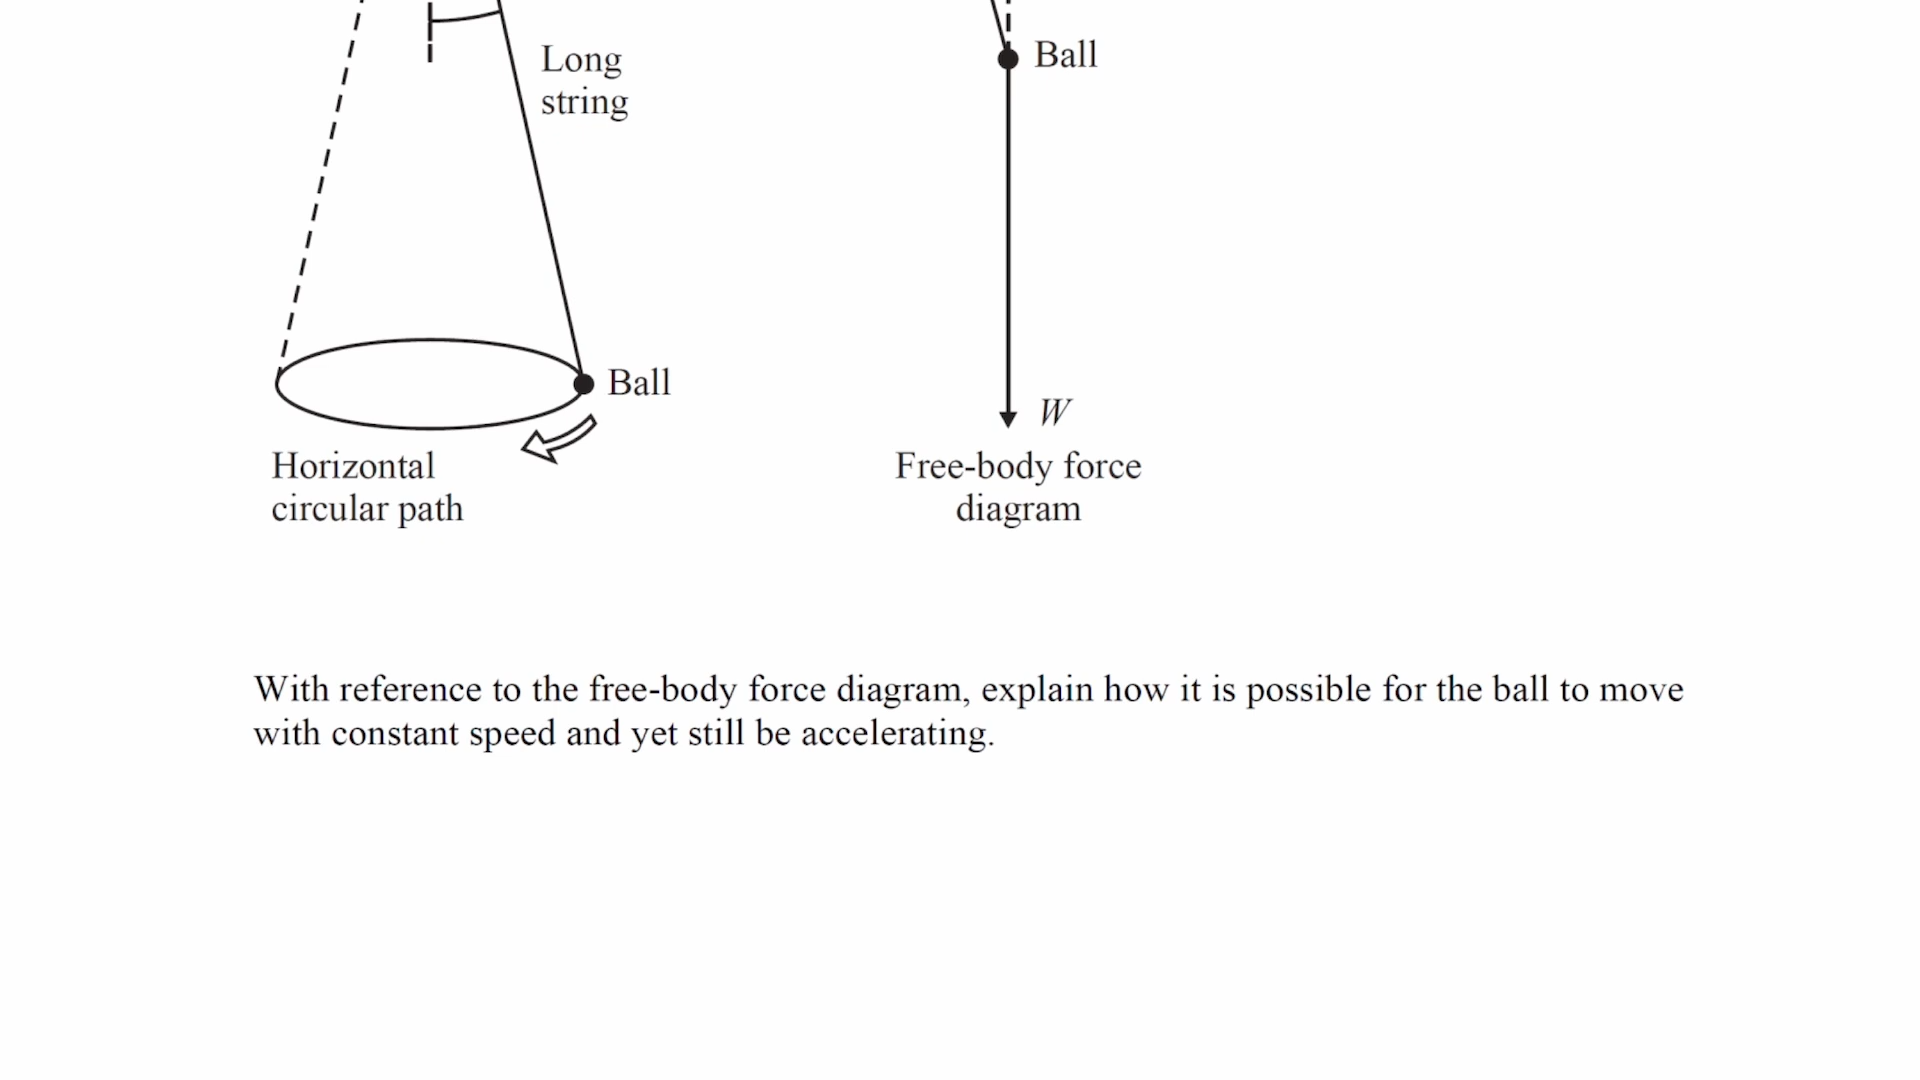 Long
string
Ball
Ball
W
Horizontal
circular path
Free-body force
diagram
With reference to the free-body force diagram, explain how it is possible for the ball to move
with constant speed and yet still be accelerating.